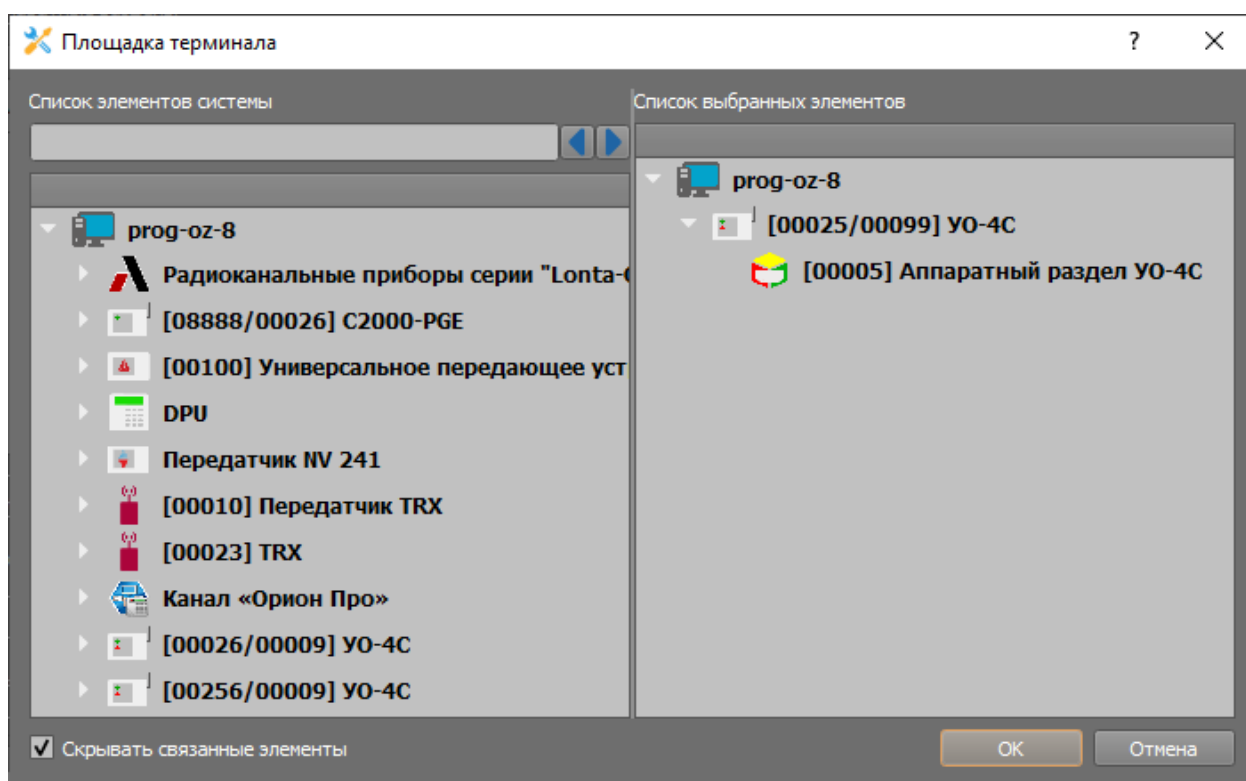 Площадка терминала
?
Список элементов системы
Список выбранных элементов
prog-oz-8
Радиоканальные приборы серии "Lonta-
[08888/00026] С2000-PGE
[00100] Универсальное передающее уст
DPU
Передатчик NV 241
[00010] Передатчик TRX
[00023] TRX
Канал «Орион Про»
[00026/00009] УО-4С
[00256/00009] УО-4С
prog-oz-8
[00025/00099] УО-4С
[00005] Аппаратный раздел УО-4С
Скрывать связанные элементы
OK
Отмена